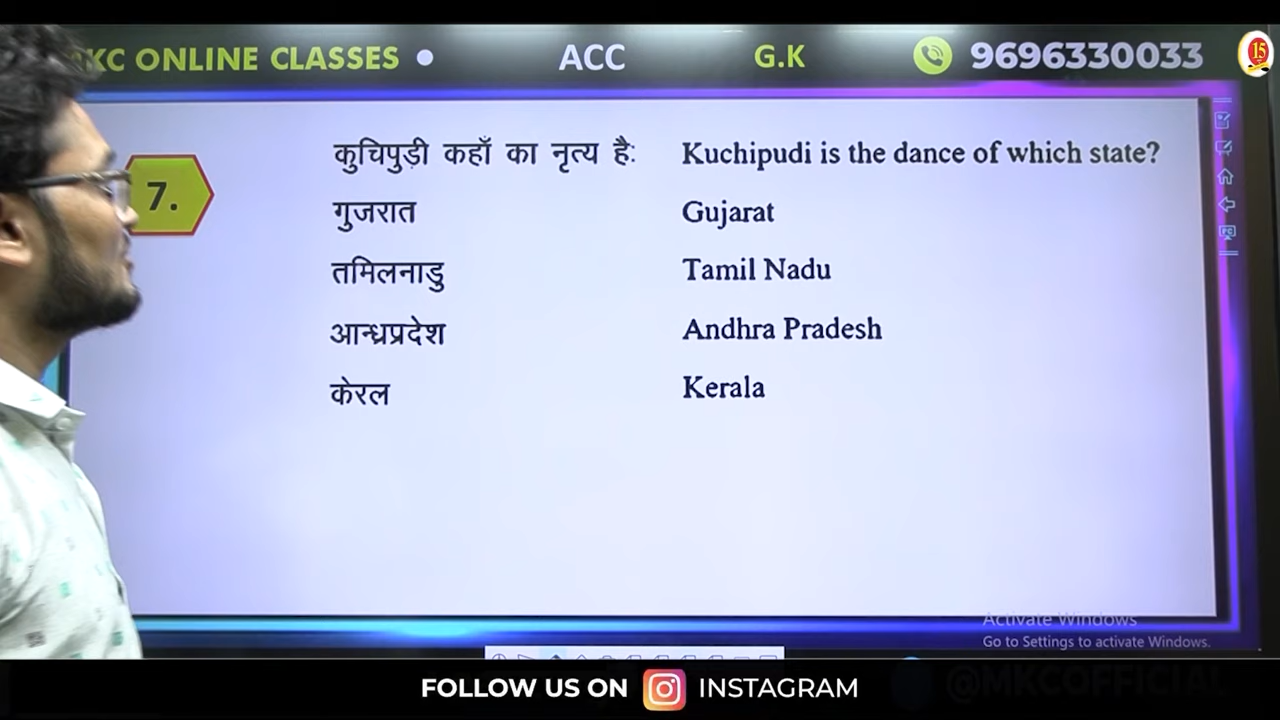 KC ONLINE CLASSES ● ACC G.K 9696330033
15
7.
कुचिपुड़ी कहाँ का नृत्य है: Kuchipudi is the dance of which state?
गुजरात Gujarat
तमिलनाडु Tamil Nadu
आन्ध्रप्रदेश Andhra Pradesh
केरल Kerala
Activate Windows
Go to Settings to activate Windows.
FOLLOW US ON INSTAGRAM @MKCOFFICIAL